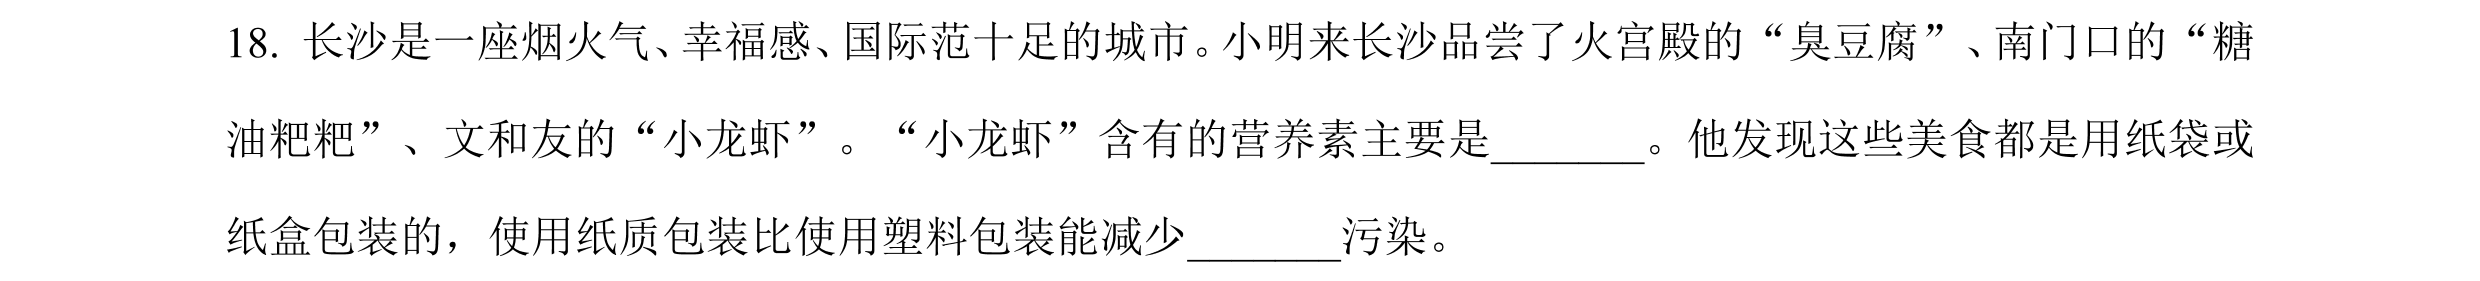 18. 长沙是一座烟火气、幸福感、国际范十足的城市。小明来长沙品尝了火宫殿的“臭豆腐”、南门口的“糖
油粑粑”、文和友的“小龙虾”。“小龙虾”含有的营养素主要是_______。他发现这些美食都是用纸袋或
纸盒包装的，使用纸质包装比使用塑料包装能减少_______污染。